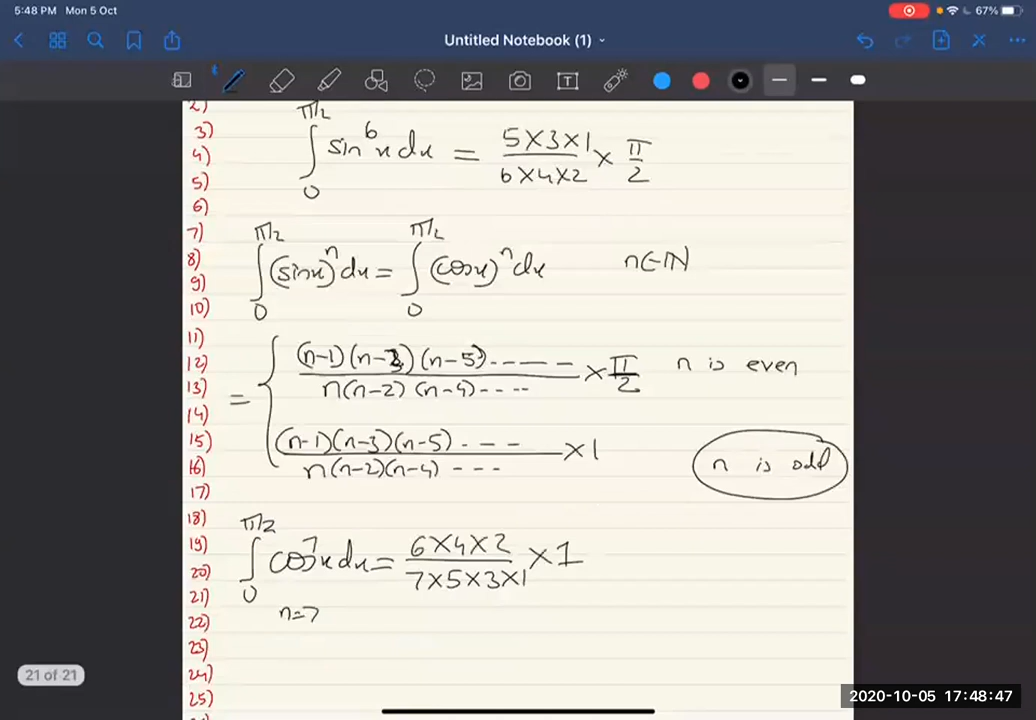 5:48 PM Mon 5 Oct
67%
Untitled Notebook (1)
2)
3)
4)
5)
6)
7)
8)
9)
10)
11)
12)
13)
14)
15)
16)
17)
18)
19)
20)
21)
22)
23)
24)
25)
∫₀^{π/2} sin⁶x dx = (5×3×1)/(6×4×2) × π/2
∫₀^{π/2} (sinx)ⁿ dx = ∫₀^{π/2} (cosx)ⁿ dx n∈ℕ
= { (n-1)(n-3)(n-5)------ / n(n-2)(n-4)---- × π/2 n is even
(n-1)(n-3)(n-5)---- / n(n-2)(n-4)--- × 1 n is odd
∫₀^{π/2} cos⁷x dx = (6×4×2)/(7×5×3×1) × 1
n=7
21 of 21
2020-10-05 17:48:47